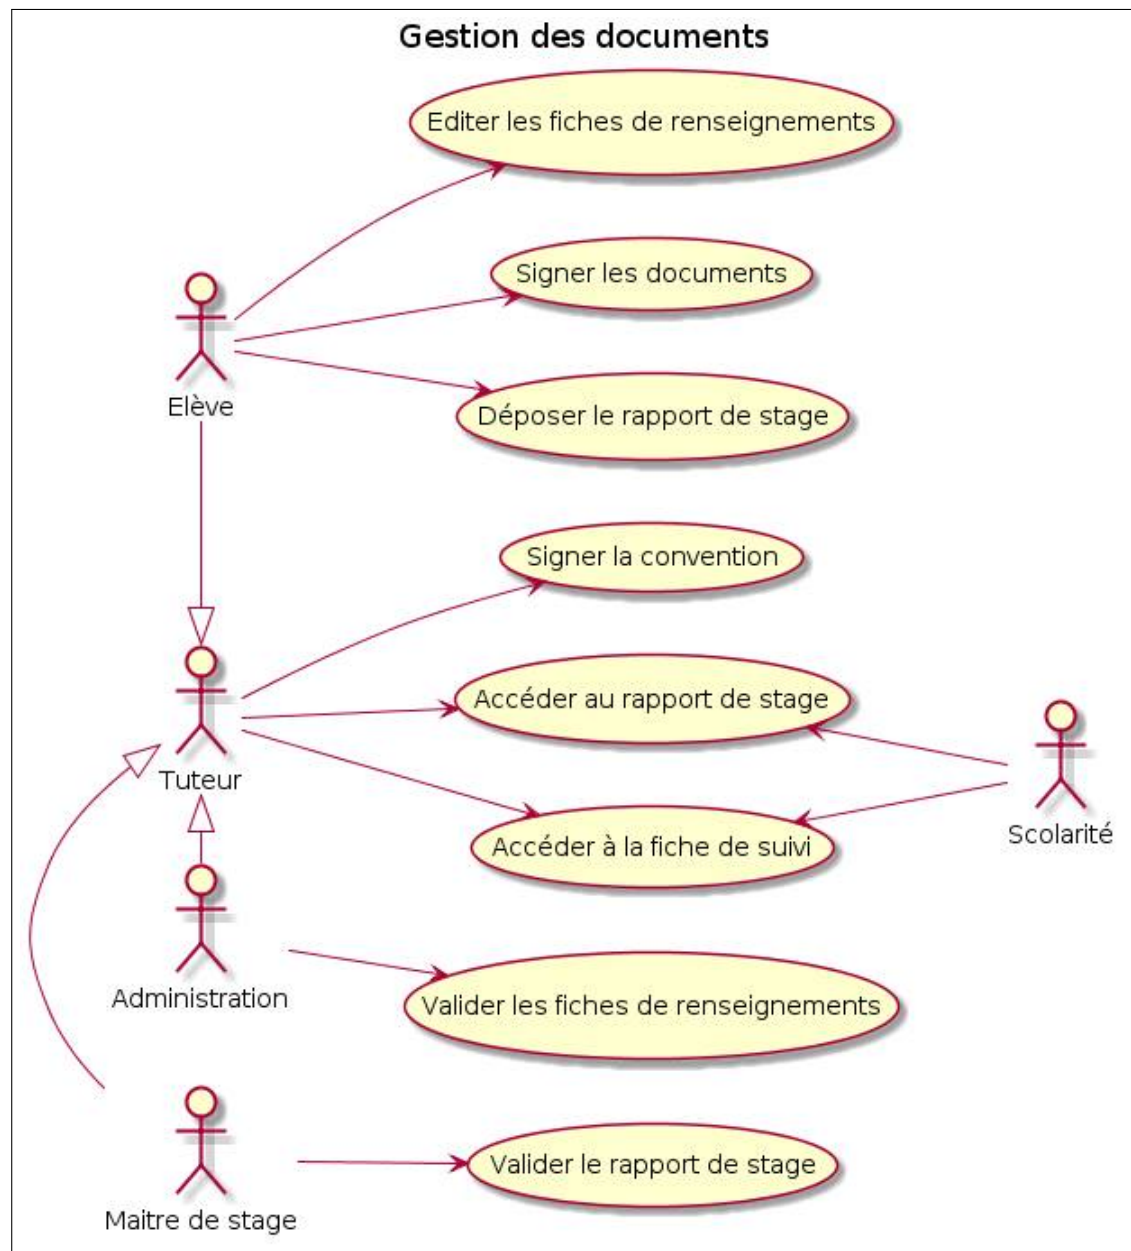 Gestion des documents
Editer les fiches de renseignements
Signer les documents
Elève
Déposer le rapport de stage
Signer la convention
Accéder au rapport de stage
Tuteur
Scolarité
Accéder à la fiche de suivi
Administration
Valider les fiches de renseignements
Valider le rapport de stage
Maitre de stage